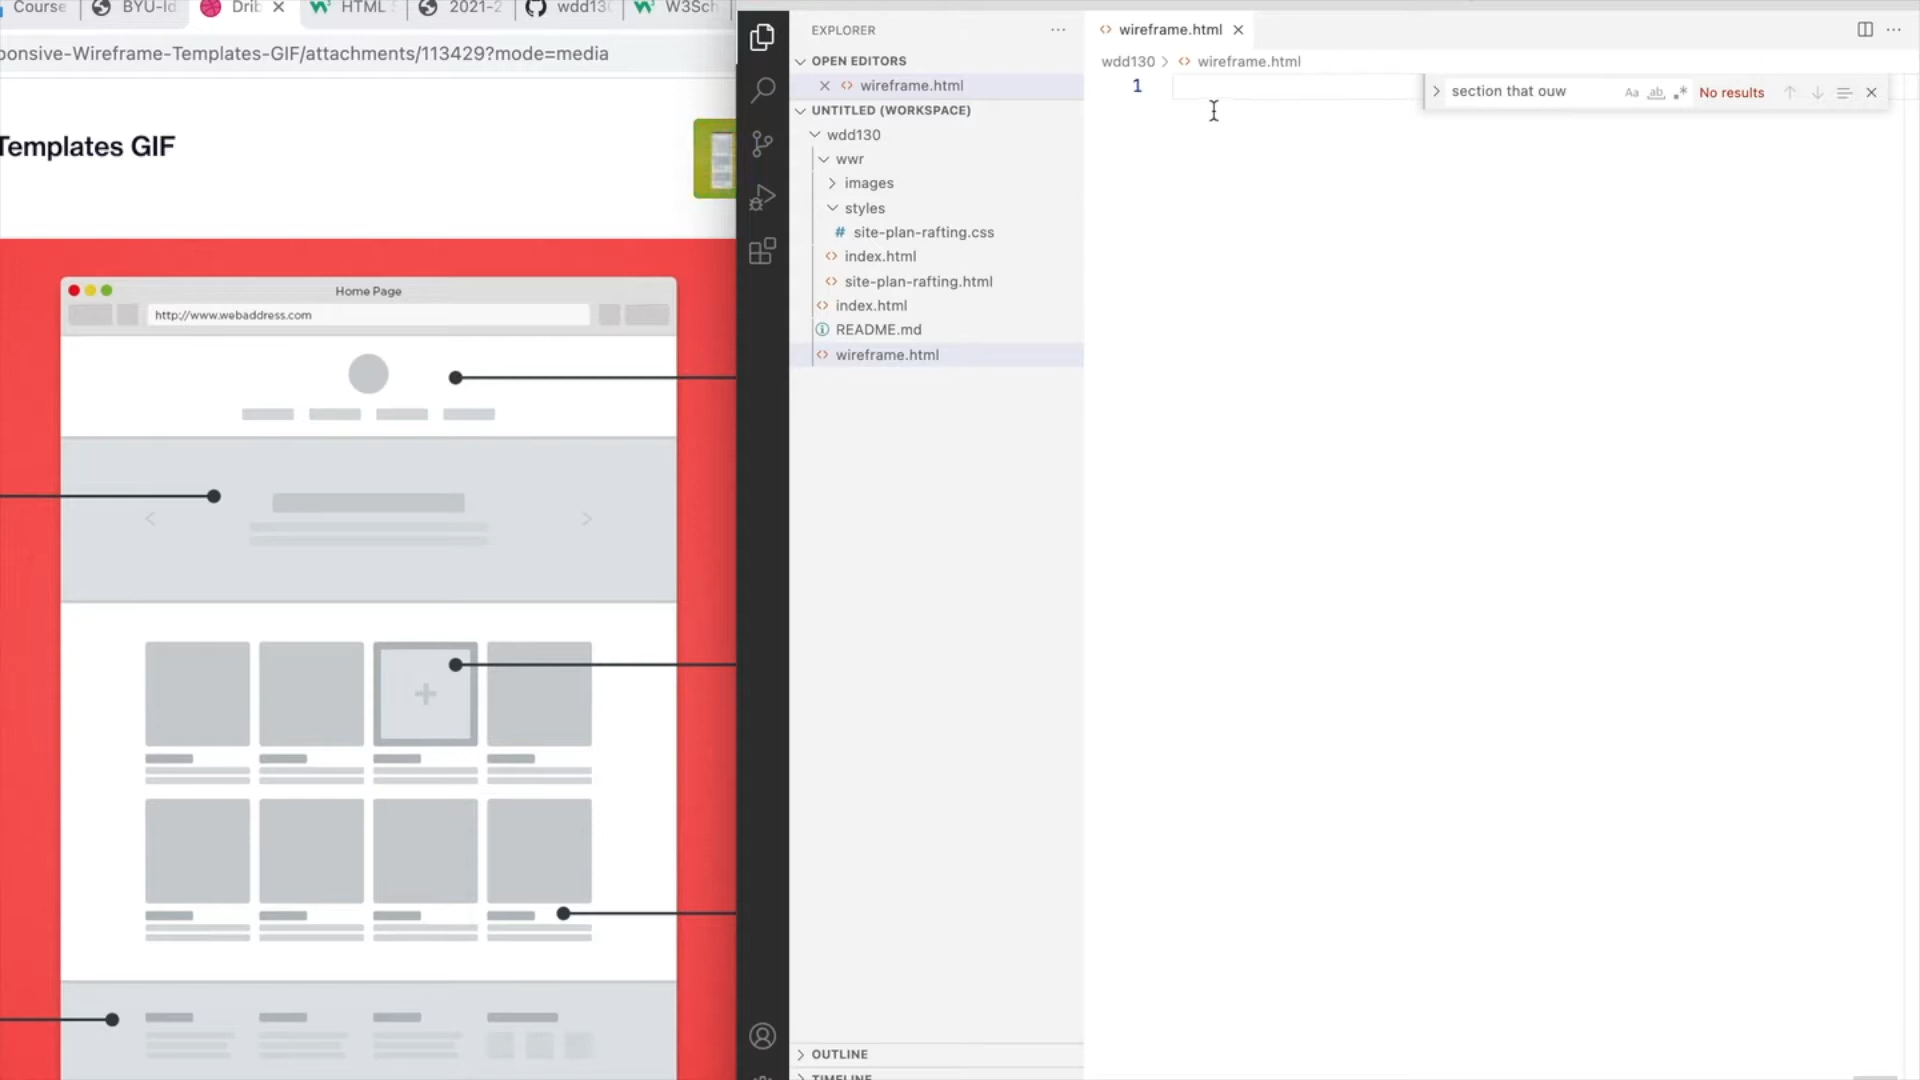 Course
BYU-Id
Drib
HTML
2021-2
wdd130
W3Sch
ponsive-Wireframe-Templates-GIF/attachments/113429?mode=media
Templates GIF
Home Page
http://www.webaddress.com
EXPLORER
OPEN EDITORS
wireframe.html
UNTITLED (WORKSPACE)
wdd130
wwr
images
styles
# site-plan-rafting.css
index.html
site-plan-rafting.html
index.html
README.md
wireframe.html
OUTLINE
TIMELINE
wireframe.html
wdd130 > wireframe.html
1
section that ouw
Aa ab .* No results